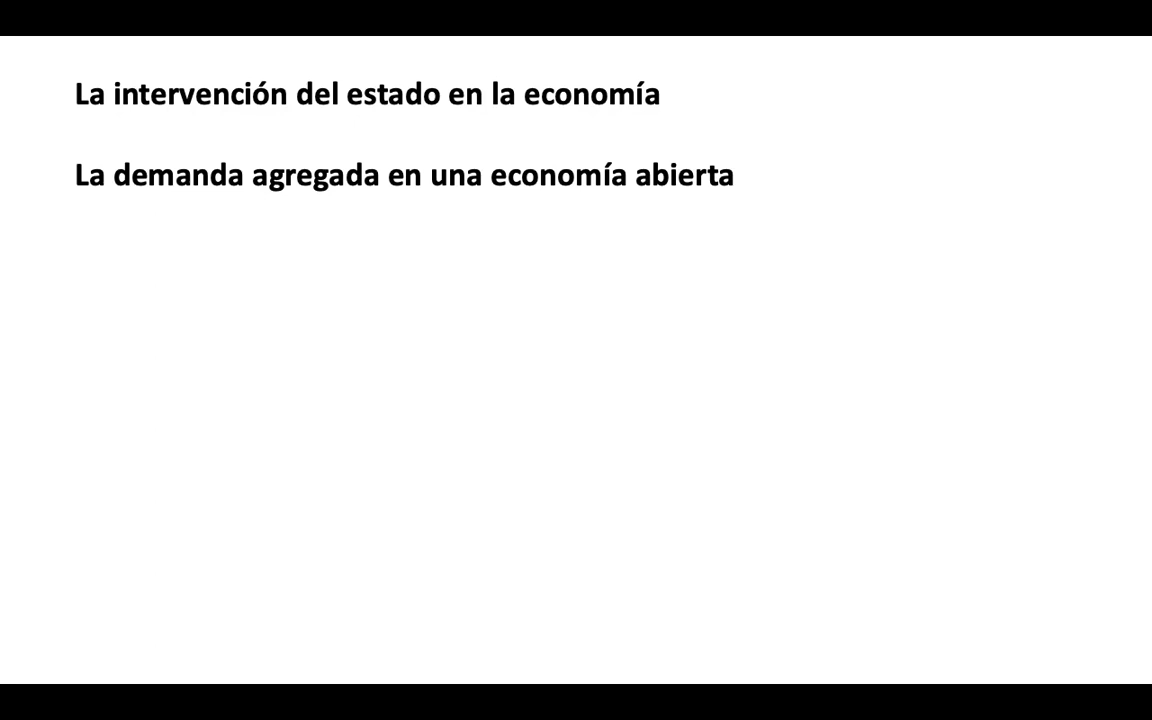 La intervención del estado en la economía
La demanda agregada en una economía abierta